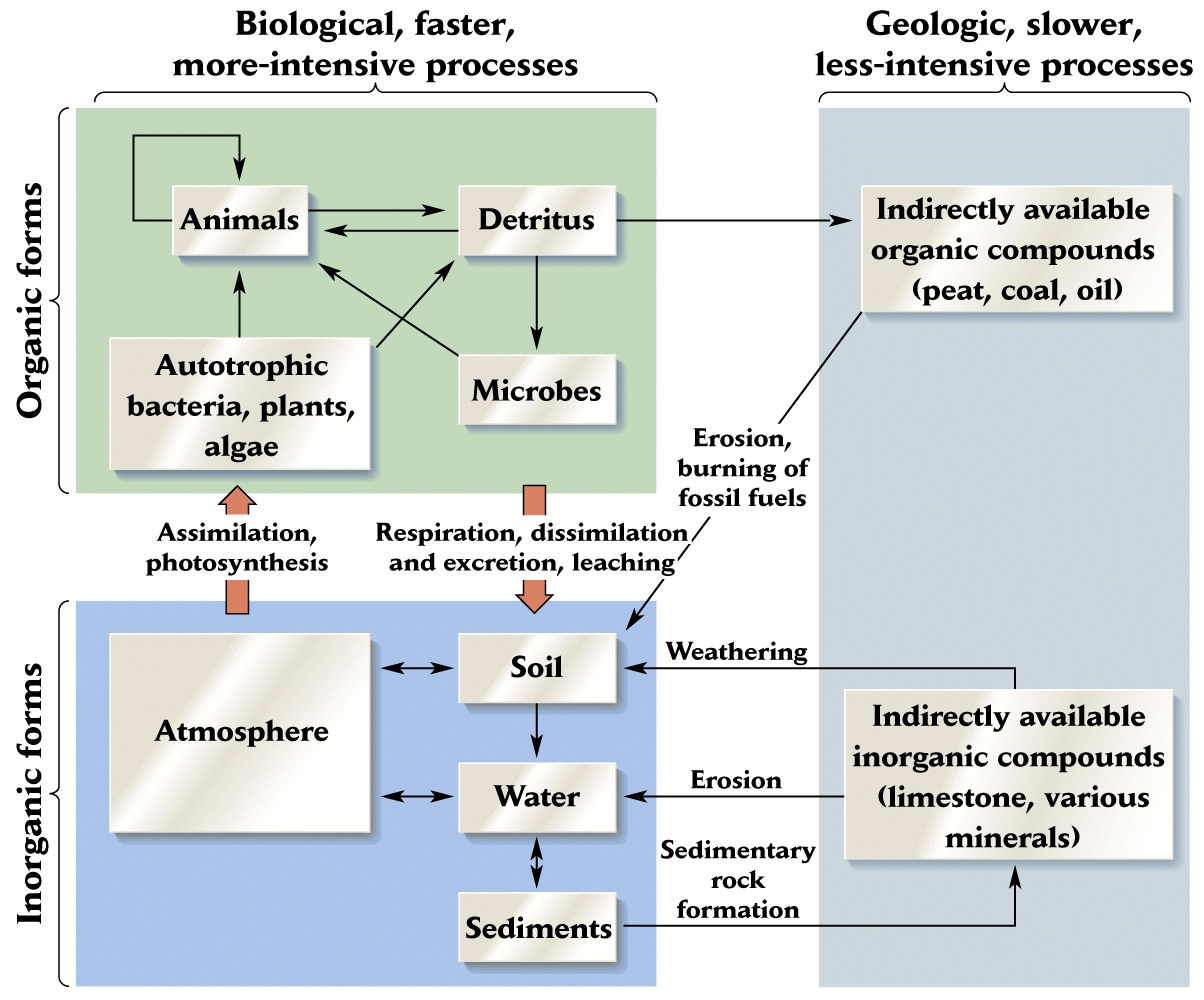 Biological, faster,
more-intensive processes
Geologic, slower,
less-intensive processes
Organic forms
Animals
Detritus
Indirectly available
organic compounds
(peat, coal, oil)
Autotrophic
bacteria, plants,
algae
Microbes
Erosion,
burning of
fossil fuels
Assimilation,
photosynthesis
Respiration, dissimilation
and excretion, leaching
Inorganic forms
Atmosphere
Soil
Weathering
Indirectly available
inorganic compounds
(limestone, various
minerals)
Water
Erosion
Sedimentary
rock
formation
Sediments